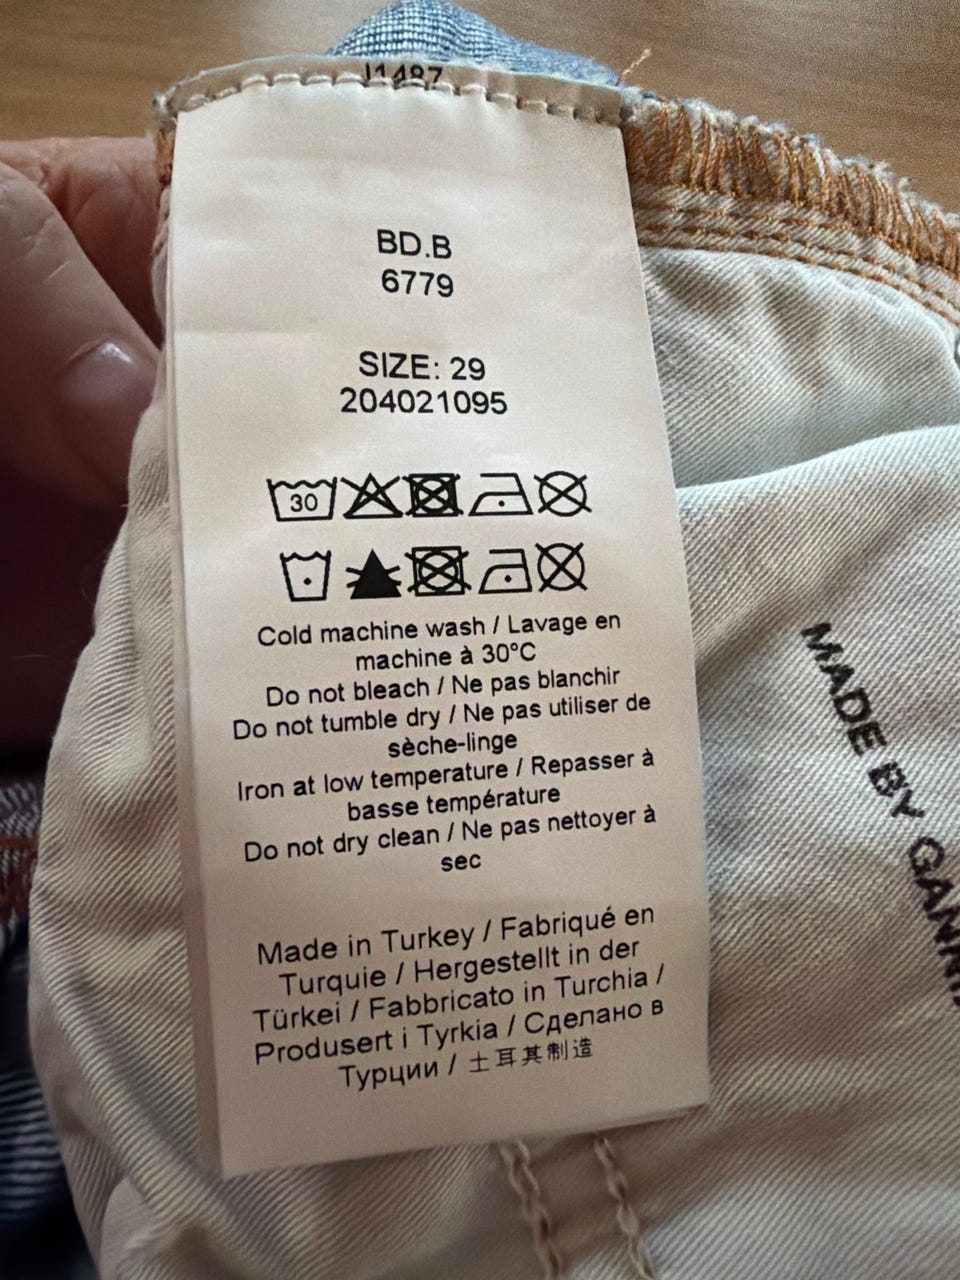 J1487
BD.B
6779
SIZE: 29
204021095
30
Cold machine wash / Lavage en
machine à 30°C
Do not bleach / Ne pas blanchir
Do not tumble dry / Ne pas utiliser de
sèche-linge
Iron at low temperature / Repasser à
basse température
Do not dry clean / Ne pas nettoyer à
sec
Made in Turkey / Fabriqué en
Turquie / Hergestellt in der
Türkei / Fabbricato in Turchia /
Produsert i Tyrkia / Сделано в
Турции / 土耳其制造
MADE BY